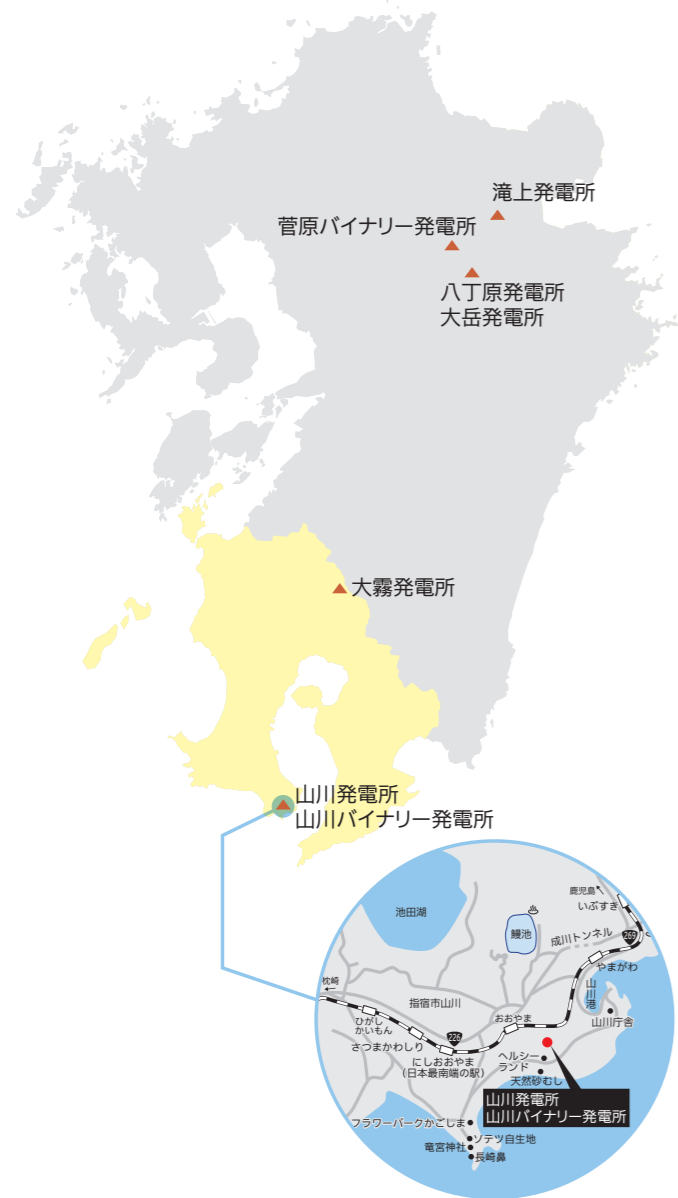 滝上発電所
菅原バイナリー発電所
八丁原発電所
大岳発電所
大霧発電所
山川発電所
山川バイナリー発電所
鹿児島
いぶすき
池田湖
鰻池
成川トンネル
269
やまがわ
枕崎
山川港
指宿市山川
おおやま
山川庁舎
ひがし
かいもん
さつまかわしり
226
にしおおやま
(日本最南端の駅)
ヘルシー
ランド
天然砂むし
山川発電所
山川バイナリー発電所
フラワーパークかごしま
ソテツ自生地
竜宮神社
長崎鼻